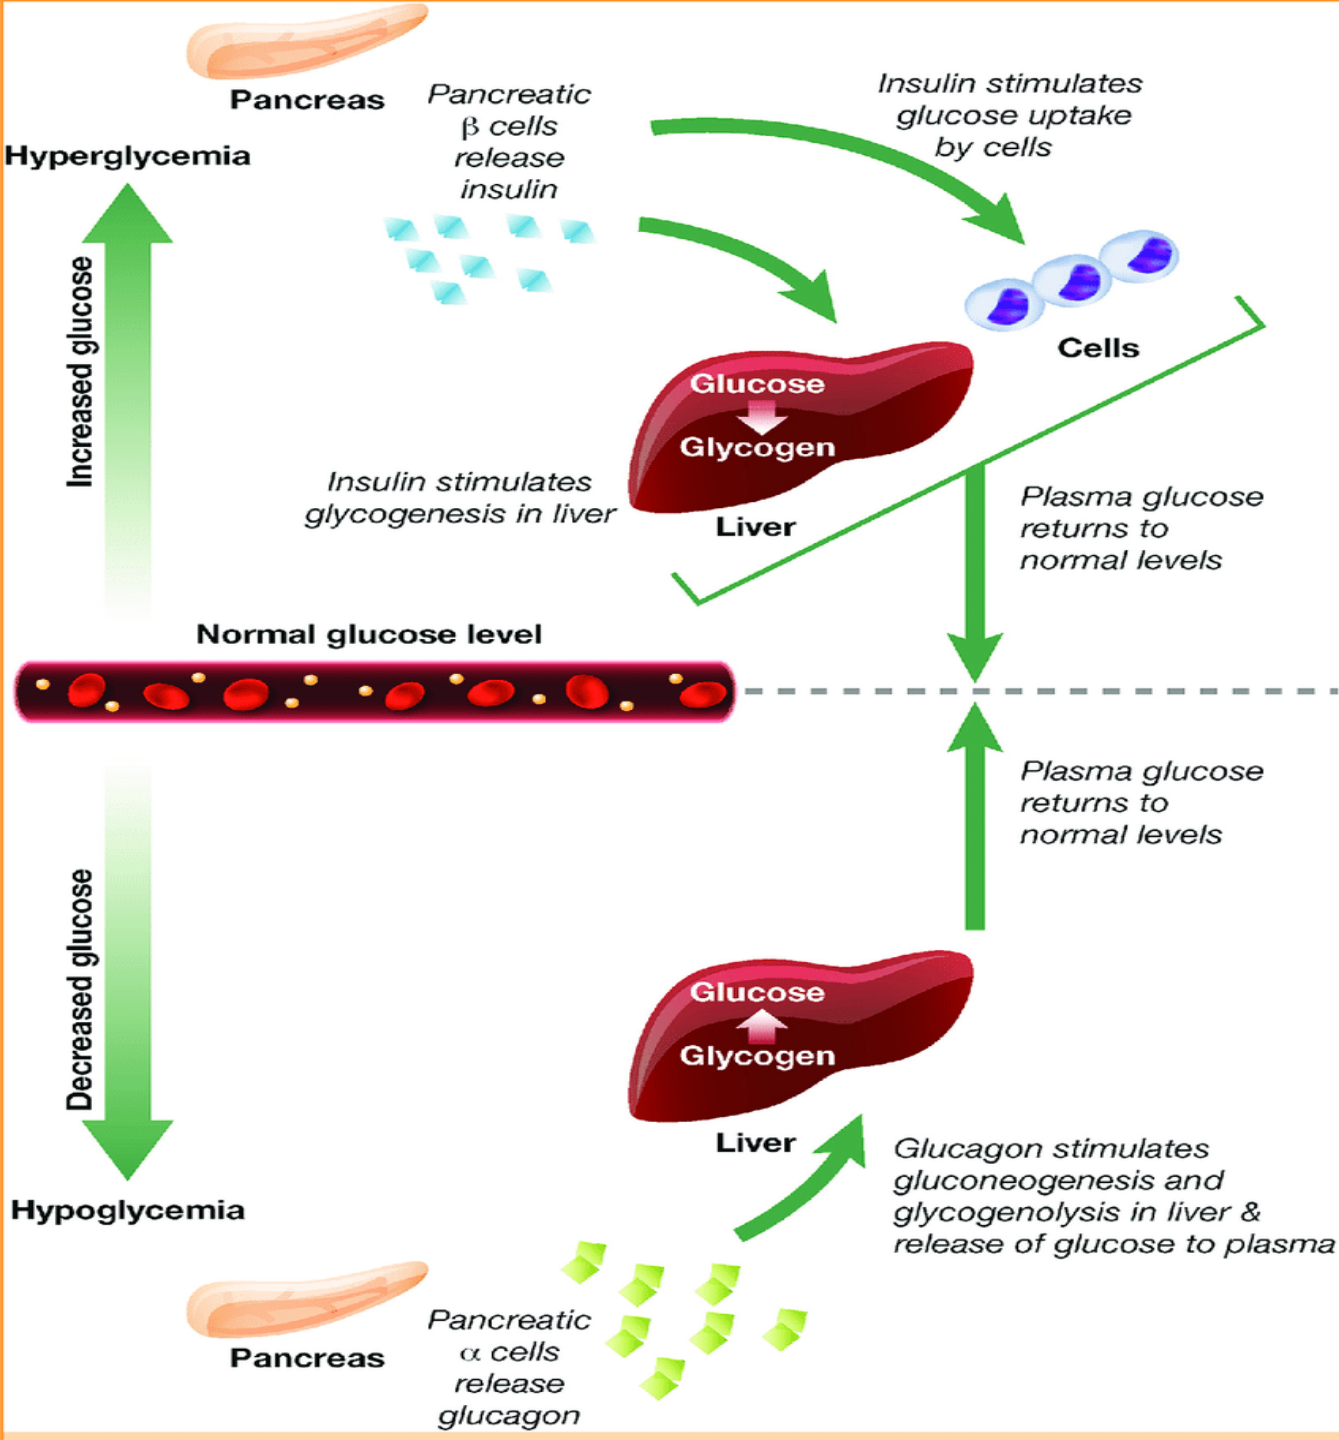 Pancreas
Pancreatic
β cells
release
insulin
Insulin stimulates
glucose uptake
by cells
Hyperglycemia
Increased glucose
Cells
Glucose
Glycogen
Liver
Insulin stimulates
glycogenesis in liver
Plasma glucose
returns to
normal levels
Normal glucose level
Plasma glucose
returns to
normal levels
Decreased glucose
Glucose
Glycogen
Liver
Glucagon stimulates
gluconeogenesis and
glycogenolysis in liver &
release of glucose to plasma
Hypoglycemia
Pancreas
Pancreatic
α cells
release
glucagon